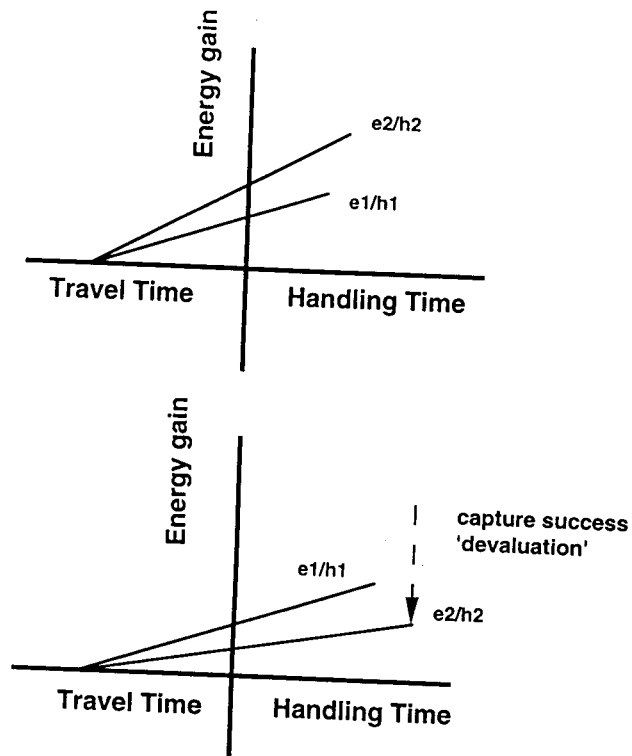 Energy gain
e2/h2
e1/h1
Travel Time
Handling Time
Energy gain
capture success
'devaluation'
e1/h1
e2/h2
Travel Time
Handling Time